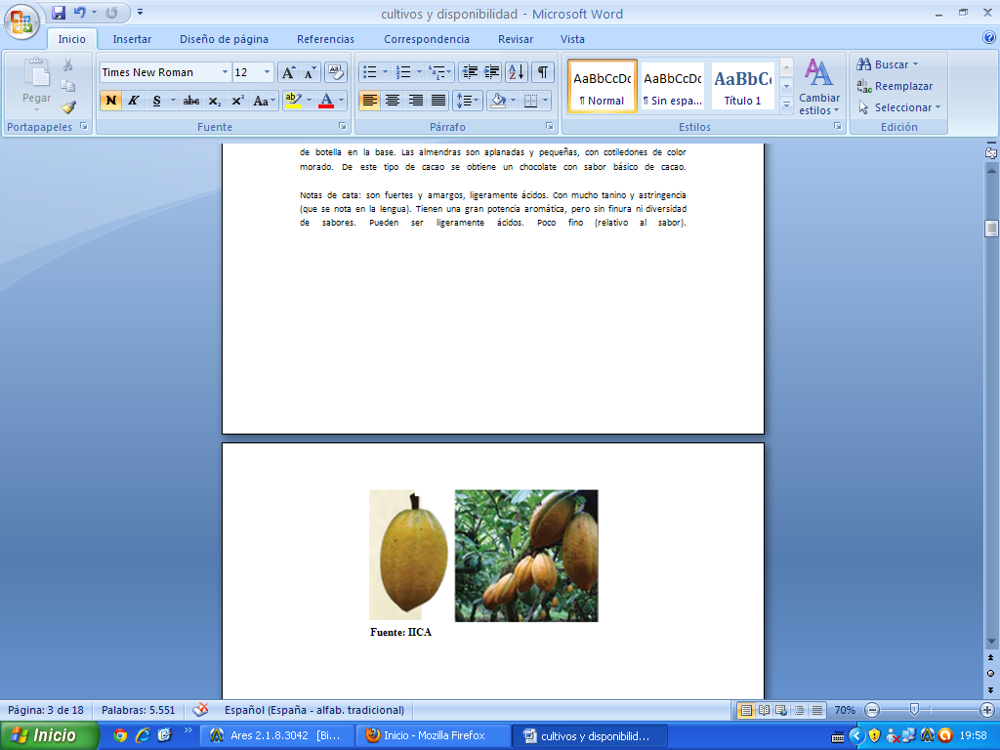 cultivos y disponibilidad - Microsoft Word
Inicio Insertar Diseño de página Referencias Correspondencia Revisar Vista
Pegar
Portapapeles
Times New Roman 12
N K S abc x₂ x² Aa
Fuente
Párrafo
AaBbCcDc AaBbCcDc AaBbC
¶ Normal ¶ Sin espa... Título 1
Cambiar estilos
Estilos
Buscar
Reemplazar
Seleccionar
Edición
de botella en la base. Las almendras son aplanadas y pequeñas, con cotiledones de color
morado. De este tipo de cacao se obtiene un chocolate con sabor básico de cacao.
Notas de cata: son fuertes y amargos, ligeramente ácidos. Con mucho tanino y astringencia
(que se nota en la lengua). Tienen una gran potencia aromática, pero sin finura ni diversidad
de sabores. Pueden ser ligeramente ácidos. Poco fino (relativo al sabor).
Fuente: IICA
Página: 3 de 18 Palabras: 5.551 Español (España - alfab. tradicional) 70%
Inicio Ares 2.1.8.3042 [Bi... Inicio - Mozilla Firefox cultivos y disponibilid... 19:58